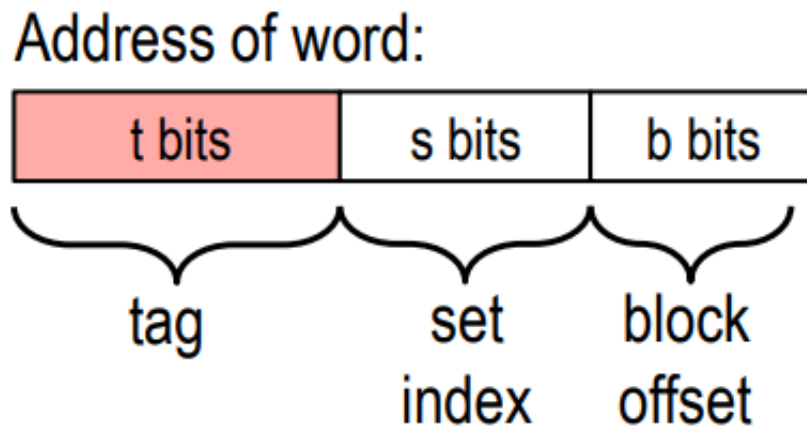 Address of word:
t bits s bits b bits
tag set block
index offset